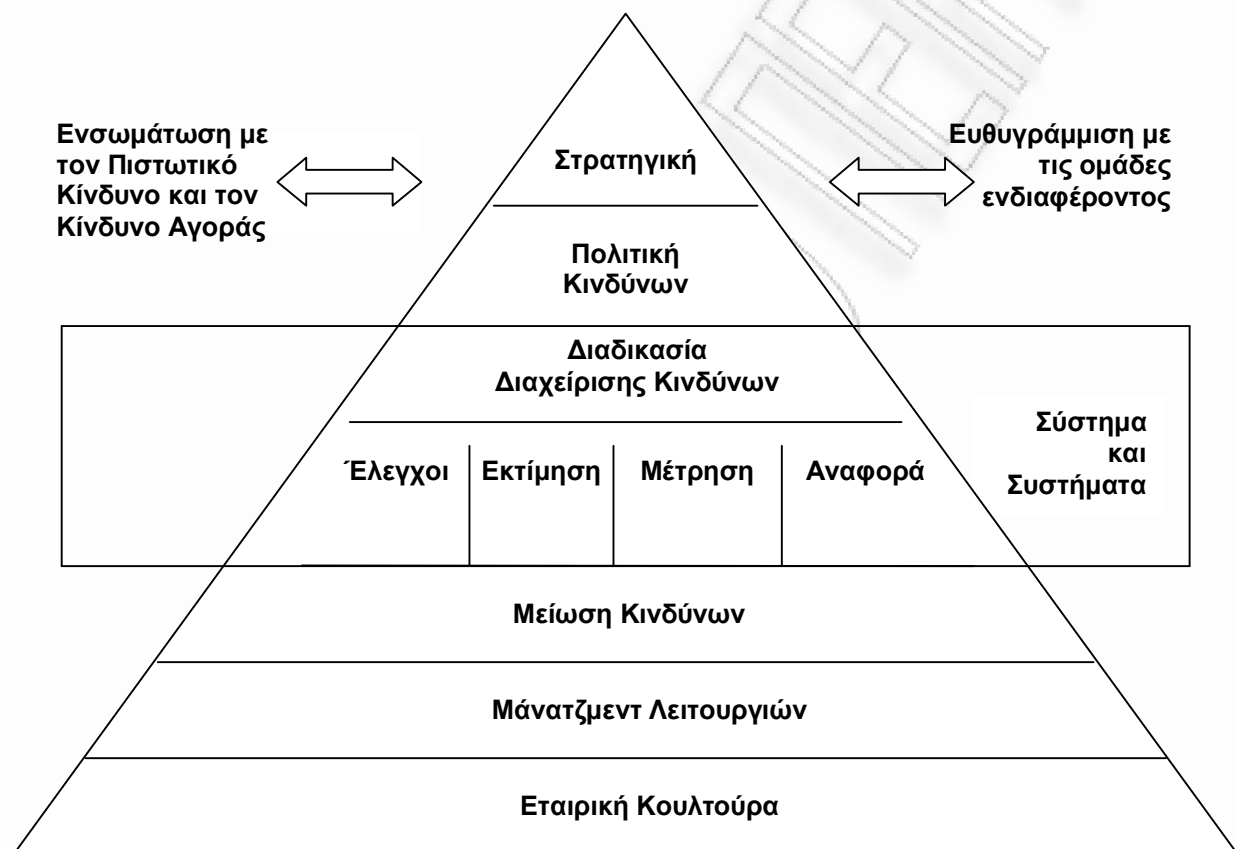 Ενσωμάτωση με
τον Πιστωτικό
Κίνδυνο και τον
Κίνδυνο Αγοράς
Στρατηγική
Ευθυγράμμιση με
τις ομάδες
ενδιαφέροντος
Πολιτική
Κινδύνων
Διαδικασία
Διαχείρισης Κινδύνων
Έλεγχοι
Εκτίμηση
Μέτρηση
Αναφορά
Σύστημα
και
Συστήματα
Μείωση Κινδύνων
Μάνατζμεντ Λειτουργιών
Εταιρική Κουλτούρα